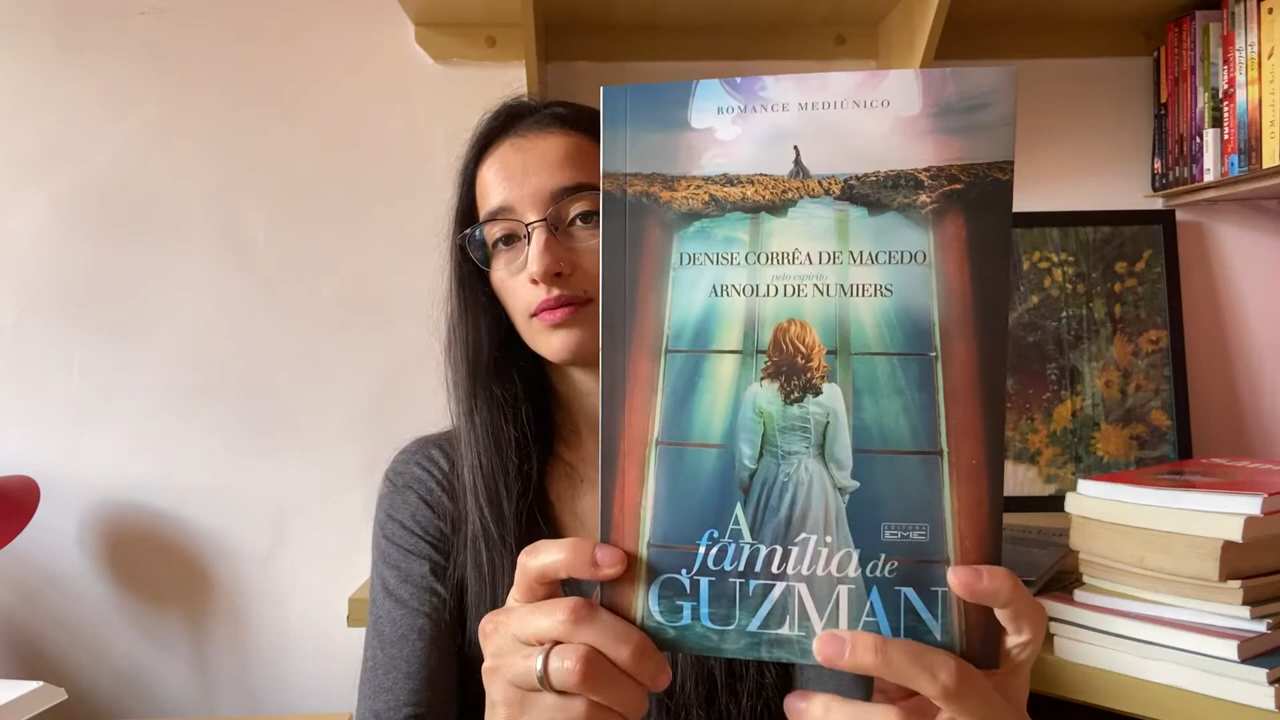 ROMANCE MEDIÚNICO
DENISE CORRÊA DE MACEDO
pelo espírito
ARNOLD DE NUMIERS
A
família de
GUZMAN
EDITORA
EME